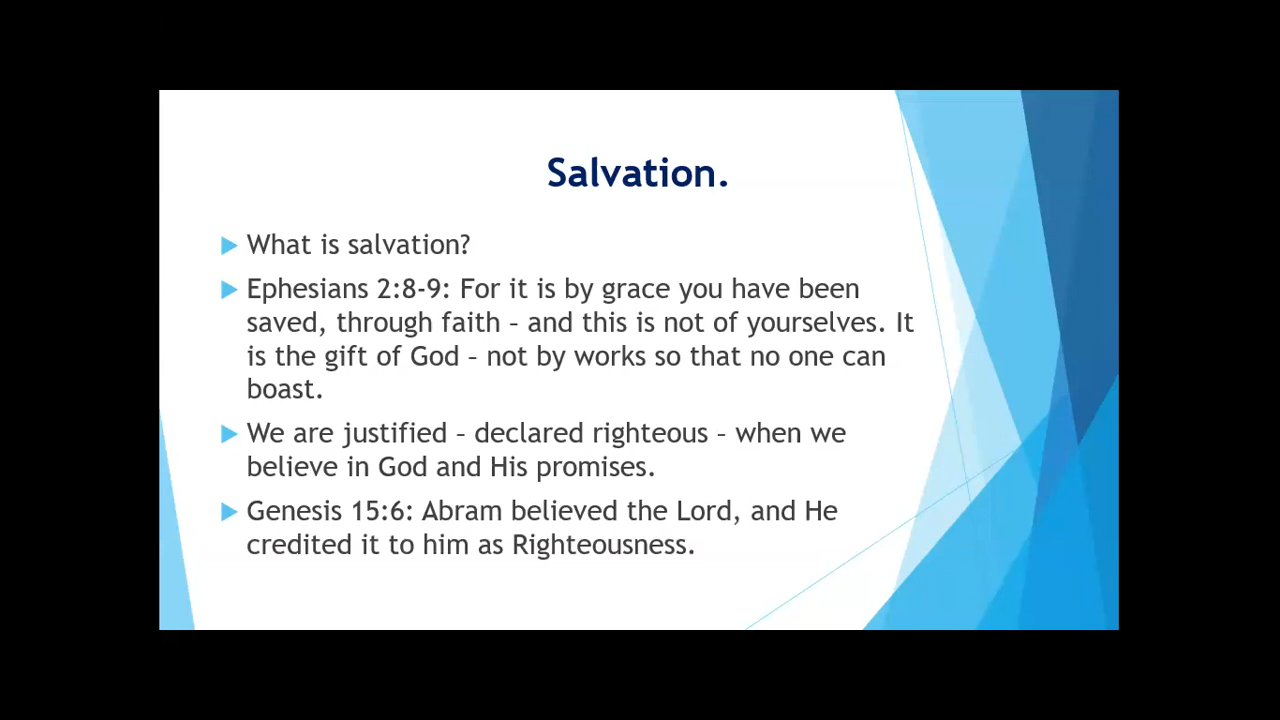 Salvation.
What is salvation?
Ephesians 2:8-9: For it is by grace you have been
saved, through faith – and this is not of yourselves. It
is the gift of God – not by works so that no one can
boast.
We are justified – declared righteous – when we
believe in God and His promises.
Genesis 15:6: Abram believed the Lord, and He
credited it to him as Righteousness.